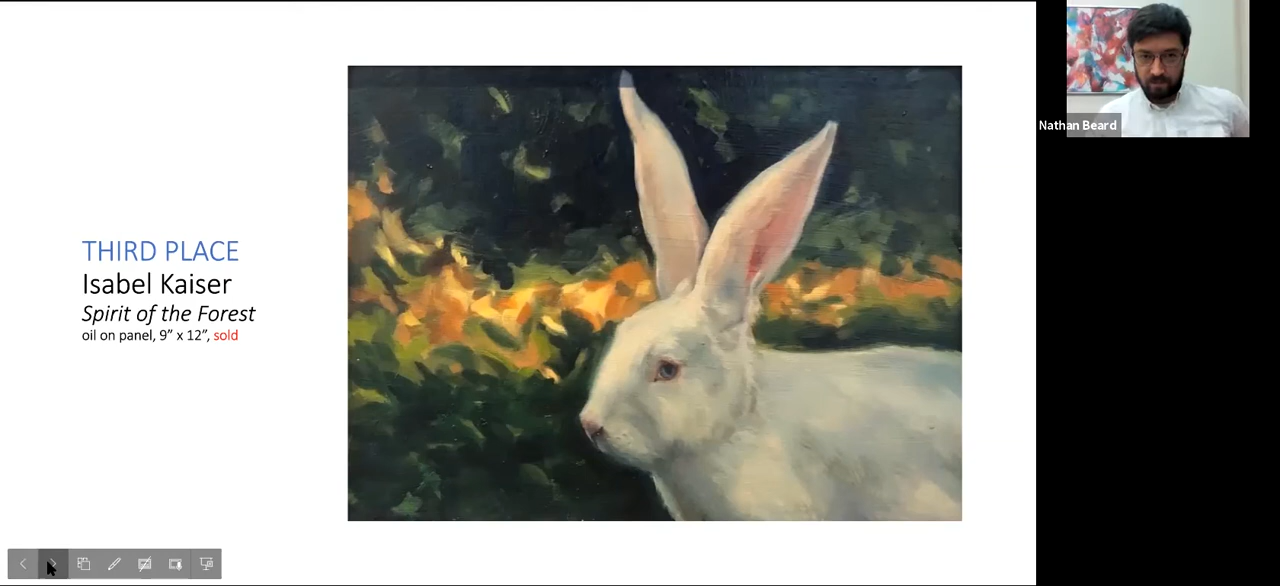 THIRD PLACE
Isabel Kaiser
Spirit of the Forest
oil on panel, 9” x 12”, sold
Nathan Beard